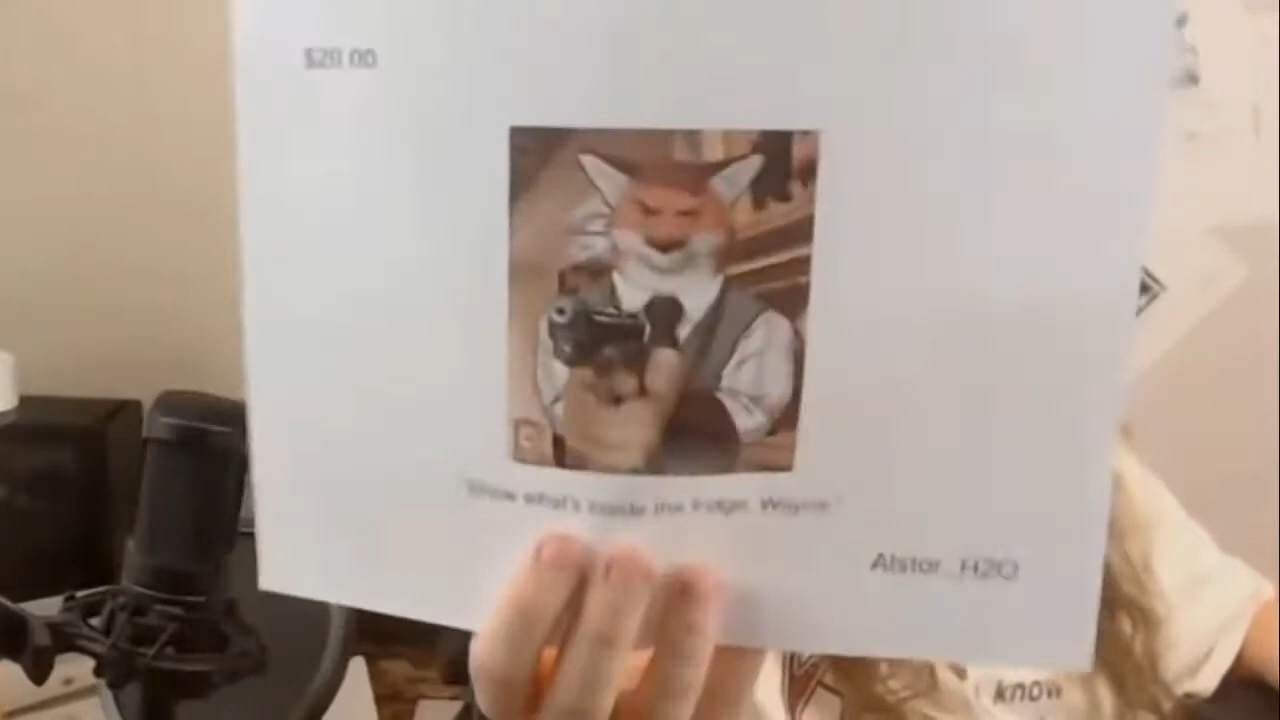 $20.00
"Show what's inside the fridge, Wayne."
Alstor_H2O
know